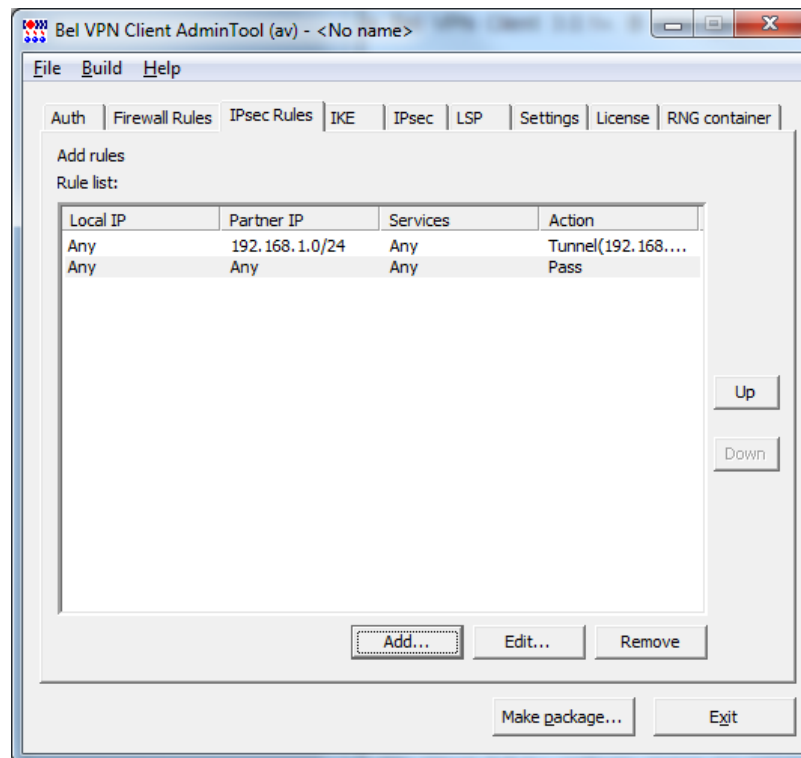 Bel VPN Client AdminTool (av) - <No name>
File Build Help
Auth Firewall Rules IPsec Rules IKE IPsec LSP Settings License RNG container
Add rules
Rule list:
Local IP Partner IP Services Action
Any 192.168.1.0/24 Any Tunnel(192.168....
Any Any Any Pass
Up
Down
Add... Edit... Remove
Make package... Exit